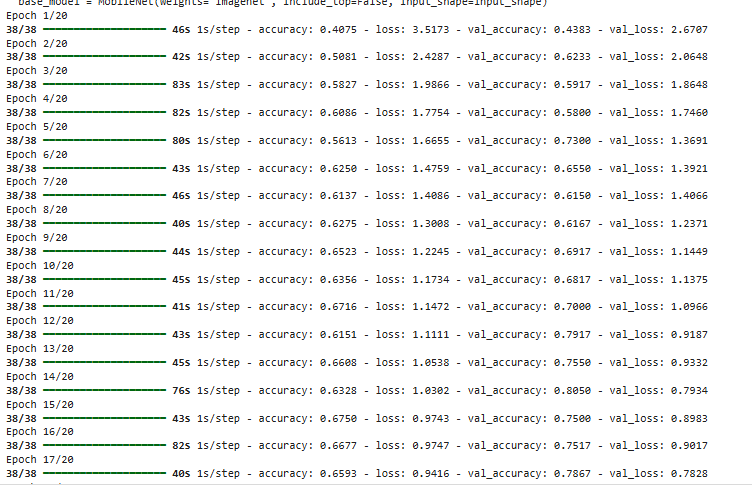 base_model = MobileNet(weights='imagenet', include_top=False, input_shape=input_shape)
Epoch 1/20
38/38 ━━━━━━━━━━━━━━━━━━━━ 46s 1s/step - accuracy: 0.4075 - loss: 3.5173 - val_accuracy: 0.4383 - val_loss: 2.6707
Epoch 2/20
38/38 ━━━━━━━━━━━━━━━━━━━━ 42s 1s/step - accuracy: 0.5081 - loss: 2.4287 - val_accuracy: 0.6233 - val_loss: 2.0648
Epoch 3/20
38/38 ━━━━━━━━━━━━━━━━━━━━ 83s 1s/step - accuracy: 0.5827 - loss: 1.9866 - val_accuracy: 0.5917 - val_loss: 1.8648
Epoch 4/20
38/38 ━━━━━━━━━━━━━━━━━━━━ 82s 1s/step - accuracy: 0.6086 - loss: 1.7754 - val_accuracy: 0.5800 - val_loss: 1.7460
Epoch 5/20
38/38 ━━━━━━━━━━━━━━━━━━━━ 80s 1s/step - accuracy: 0.5613 - loss: 1.6655 - val_accuracy: 0.7300 - val_loss: 1.3691
Epoch 6/20
38/38 ━━━━━━━━━━━━━━━━━━━━ 43s 1s/step - accuracy: 0.6250 - loss: 1.4759 - val_accuracy: 0.6550 - val_loss: 1.3921
Epoch 7/20
38/38 ━━━━━━━━━━━━━━━━━━━━ 46s 1s/step - accuracy: 0.6137 - loss: 1.4086 - val_accuracy: 0.6150 - val_loss: 1.4066
Epoch 8/20
38/38 ━━━━━━━━━━━━━━━━━━━━ 40s 1s/step - accuracy: 0.6275 - loss: 1.3008 - val_accuracy: 0.6167 - val_loss: 1.2371
Epoch 9/20
38/38 ━━━━━━━━━━━━━━━━━━━━ 44s 1s/step - accuracy: 0.6523 - loss: 1.2245 - val_accuracy: 0.6917 - val_loss: 1.1449
Epoch 10/20
38/38 ━━━━━━━━━━━━━━━━━━━━ 45s 1s/step - accuracy: 0.6356 - loss: 1.1734 - val_accuracy: 0.6817 - val_loss: 1.1375
Epoch 11/20
38/38 ━━━━━━━━━━━━━━━━━━━━ 41s 1s/step - accuracy: 0.6716 - loss: 1.1472 - val_accuracy: 0.7000 - val_loss: 1.0966
Epoch 12/20
38/38 ━━━━━━━━━━━━━━━━━━━━ 43s 1s/step - accuracy: 0.6151 - loss: 1.1111 - val_accuracy: 0.7917 - val_loss: 0.9187
Epoch 13/20
38/38 ━━━━━━━━━━━━━━━━━━━━ 45s 1s/step - accuracy: 0.6608 - loss: 1.0538 - val_accuracy: 0.7550 - val_loss: 0.9332
Epoch 14/20
38/38 ━━━━━━━━━━━━━━━━━━━━ 76s 1s/step - accuracy: 0.6328 - loss: 1.0302 - val_accuracy: 0.8050 - val_loss: 0.7934
Epoch 15/20
38/38 ━━━━━━━━━━━━━━━━━━━━ 43s 1s/step - accuracy: 0.6750 - loss: 0.9743 - val_accuracy: 0.7500 - val_loss: 0.8983
Epoch 16/20
38/38 ━━━━━━━━━━━━━━━━━━━━ 82s 1s/step - accuracy: 0.6677 - loss: 0.9747 - val_accuracy: 0.7517 - val_loss: 0.9017
Epoch 17/20
38/38 ━━━━━━━━━━━━━━━━━━━━ 40s 1s/step - accuracy: 0.6593 - loss: 0.9416 - val_accuracy: 0.7867 - val_loss: 0.7828